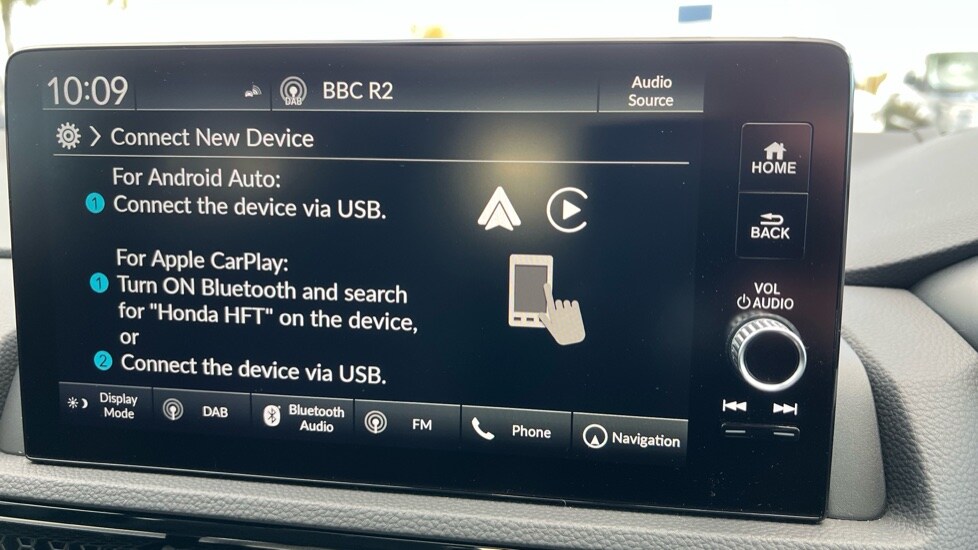 10:09
DAB
BBC R2
Audio
Source
Connect New Device
For Android Auto:
1 Connect the device via USB.
For Apple CarPlay:
1 Turn ON Bluetooth and search
for "Honda HFT" on the device,
or
2 Connect the device via USB.
Display
Mode
DAB
Bluetooth
Audio
FM
Phone
Navigation
HOME
BACK
VOL
AUDIO